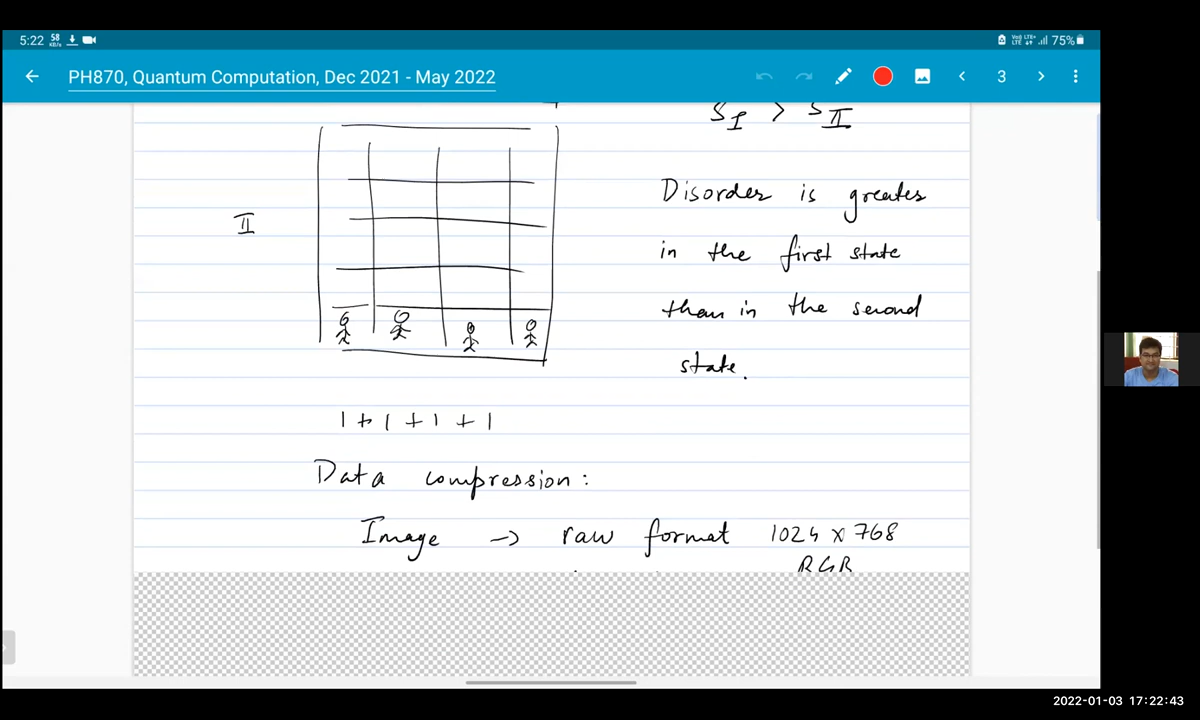 5:22 58 KB/s 75%
PH870, Quantum Computation, Dec 2021 - May 2022
3
S_I > S_II
II
Disorder is greater
in the first state
than in the second
state.
1 + 1 + 1 + 1
Data compression:
Image → raw format 1024 x 768
RGB
2022-01-03 17:22:43